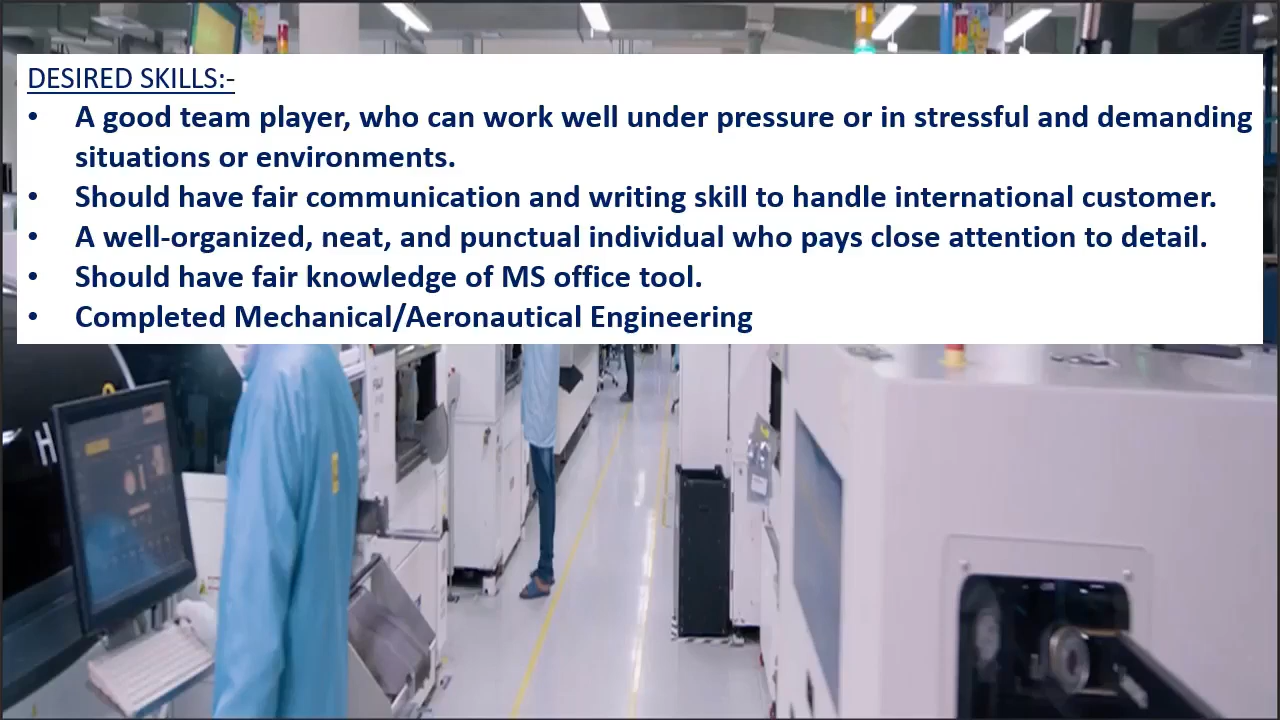 DESIRED SKILLS:-
• A good team player, who can work well under pressure or in stressful and demanding
situations or environments.
• Should have fair communication and writing skill to handle international customer.
• A well-organized, neat, and punctual individual who pays close attention to detail.
• Should have fair knowledge of MS office tool.
• Completed Mechanical/Aeronautical Engineering
H